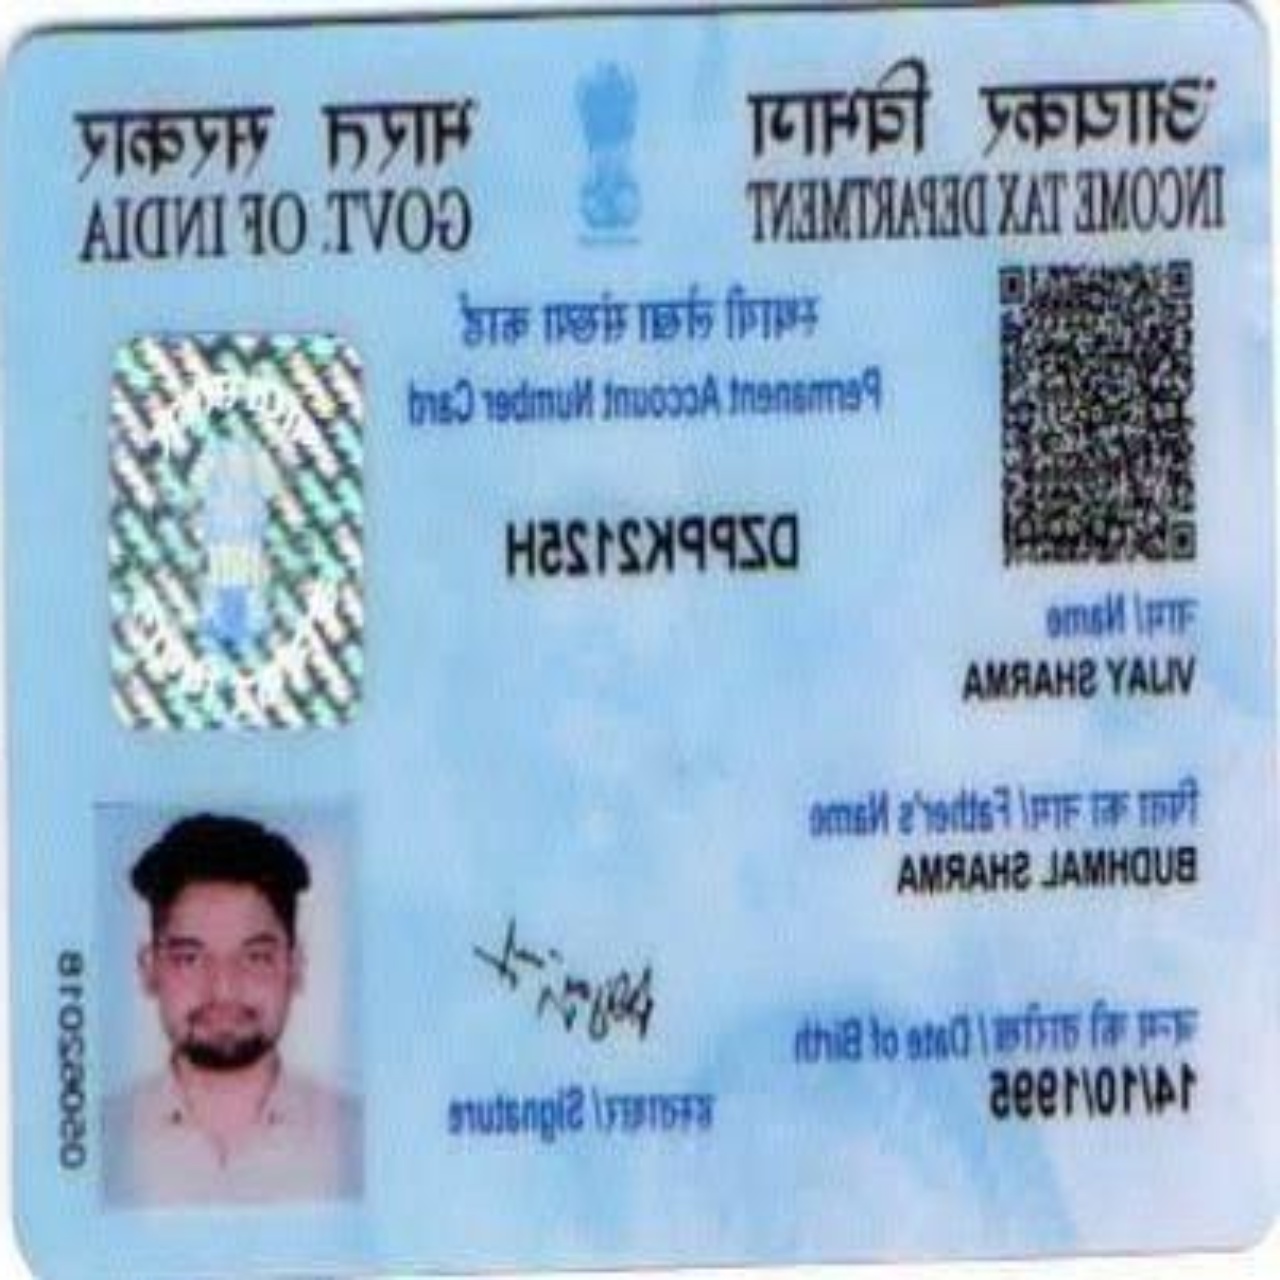 आयकर विभाग
INCOME TAX DEPARTMENT
भारत सरकार
GOVT. OF INDIA
स्थायी लेखा संख्या कार्ड
Permanent Account Number Card
DZPPK2125H
नाम/ Name
VIJAY SHARMA
पिता का नाम/ Father's Name
BUDHMAL SHARMA
जन्म की तारीख/ Date of Birth
14/10/1995
हस्ताक्षर/ Signature